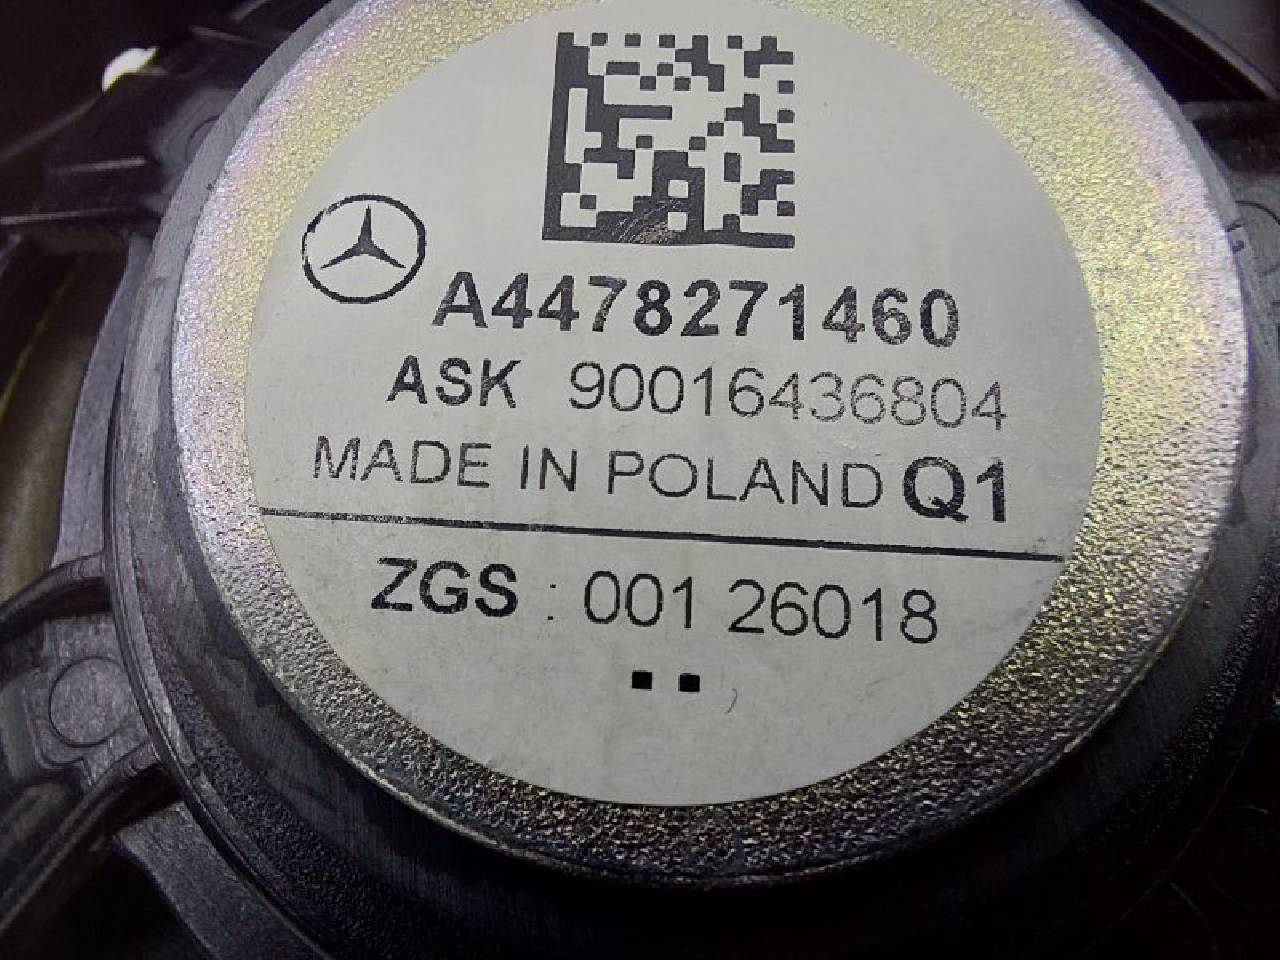 A4478271460
ASK 90016436804
MADE IN POLAND Q1
ZGS : 001 26018